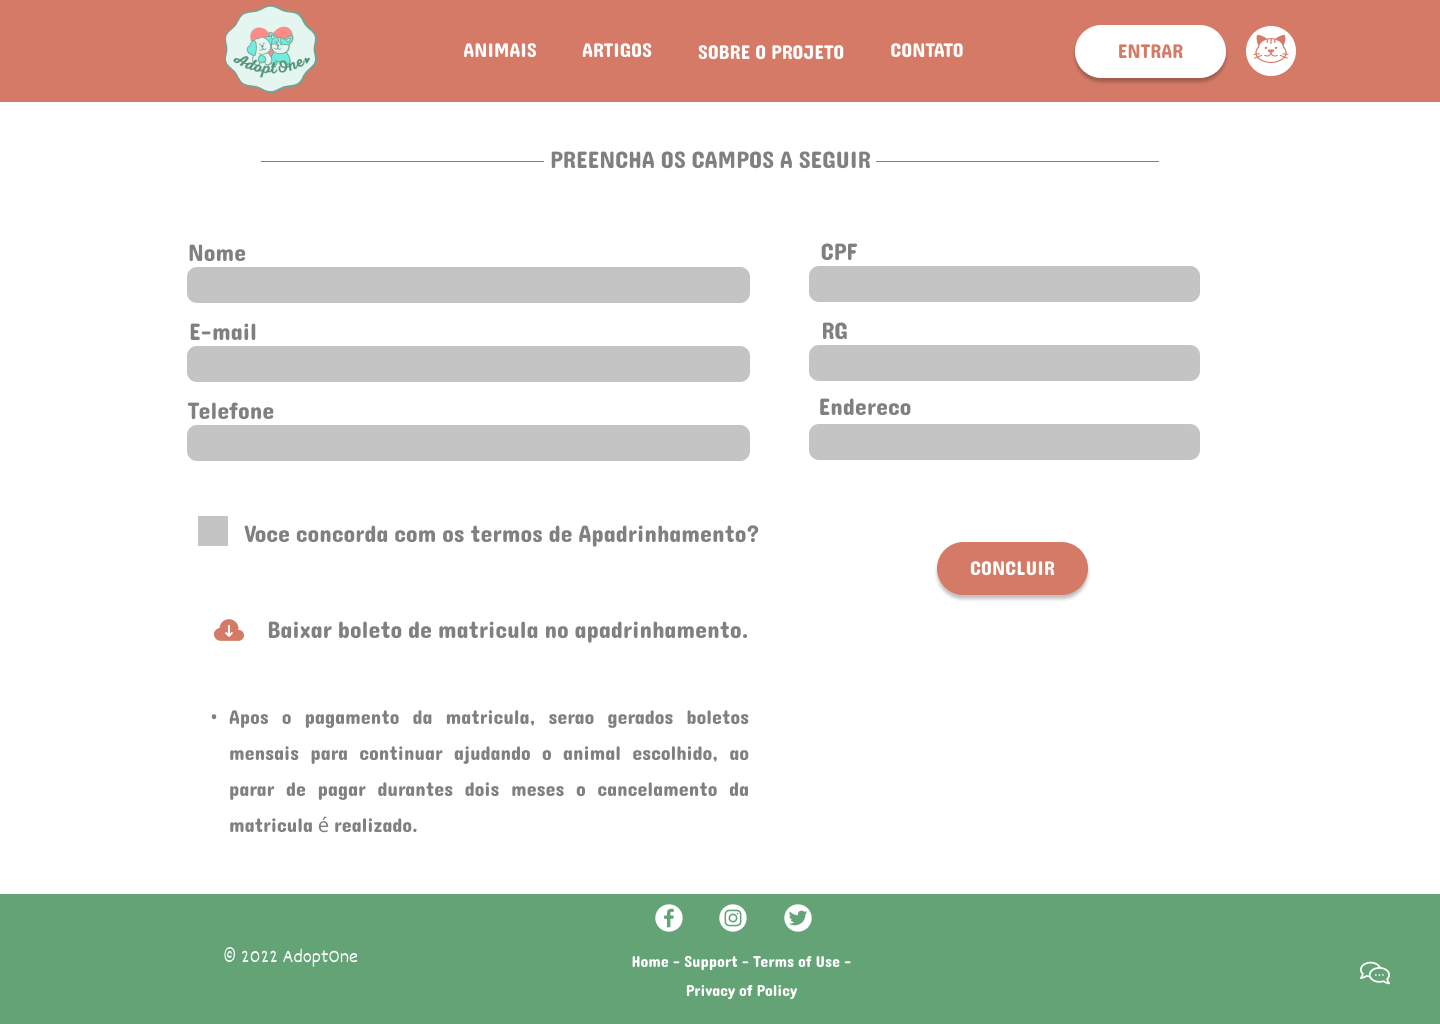 AdoptOne
ANIMAIS
ARTIGOS
SOBRE O PROJETO
CONTATO
ENTRAR
PREENCHA OS CAMPOS A SEGUIR
Nome
CPF
E-mail
RG
Telefone
Endereco
Voce concorda com os termos de Apadrinhamento?
CONCLUIR
Baixar boleto de matricula no apadrinhamento.
• Apos o pagamento da matricula, serao gerados boletos
mensais para continuar ajudando o animal escolhido, ao
parar de pagar durantes dois meses o cancelamento da
matricula é realizado.
© 2022 AdoptOne
Home - Support - Terms of Use -
Privacy of Policy